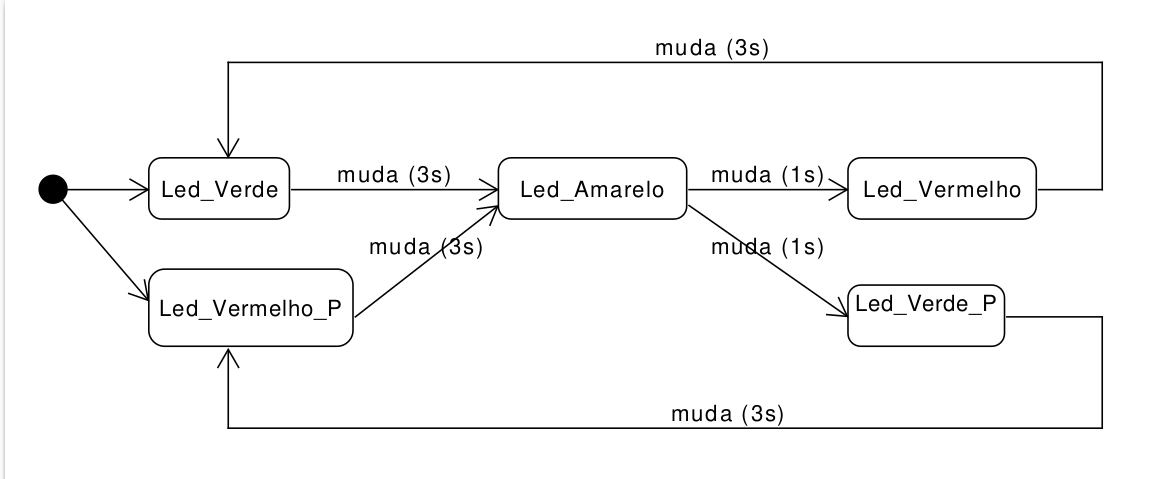 muda (3s)
Led_Verde
muda (3s)
Led_Amarelo
muda (1s)
Led_Vermelho
muda (3s)
muda (1s)
Led_Vermelho_P
Led_Verde_P
muda (3s)